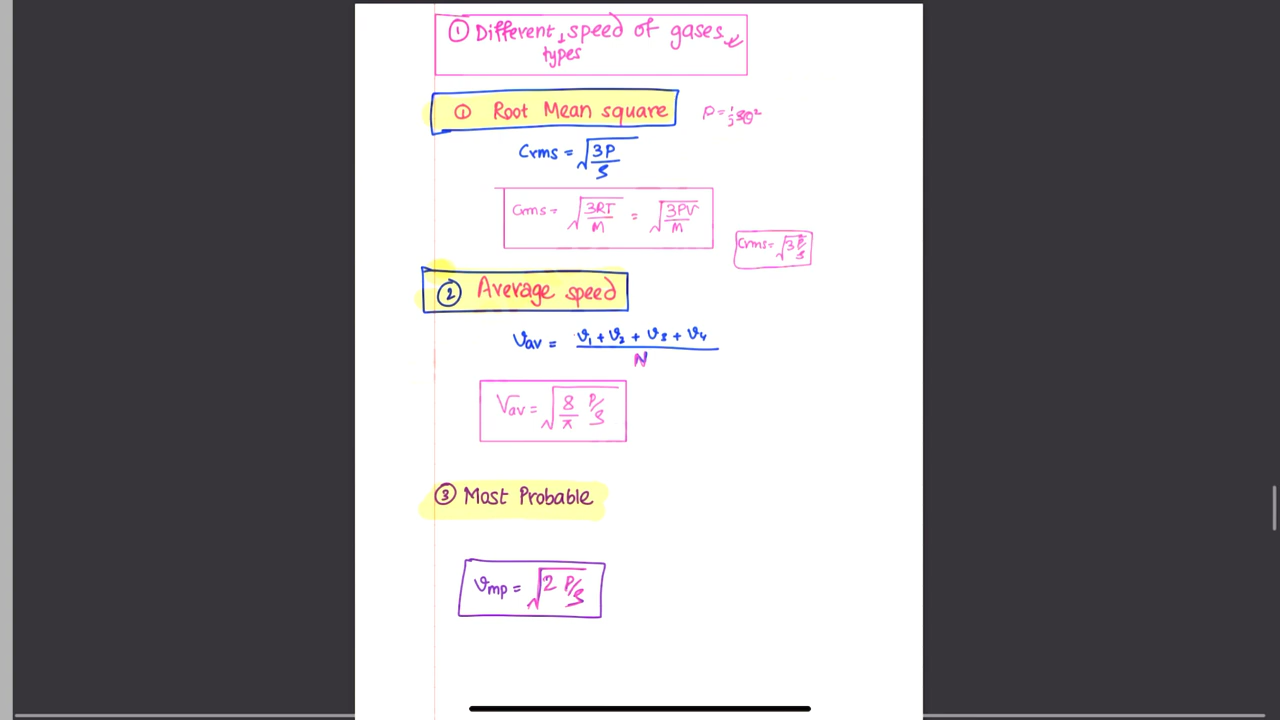 ① Different speed of gases
types
① Root Mean square
P = 1/3 ρv²
Crms = √(3P/ρ)
Crms = √(3RT/M) = √(3PV/M)
Crms = √(3P/ρ)
② Average speed
Vav = (v₁ + v₂ + v₃ + v₄)/N
Vav = √(8/π P/ρ)
③ Most Probable
vmp = √(2 P/ρ)